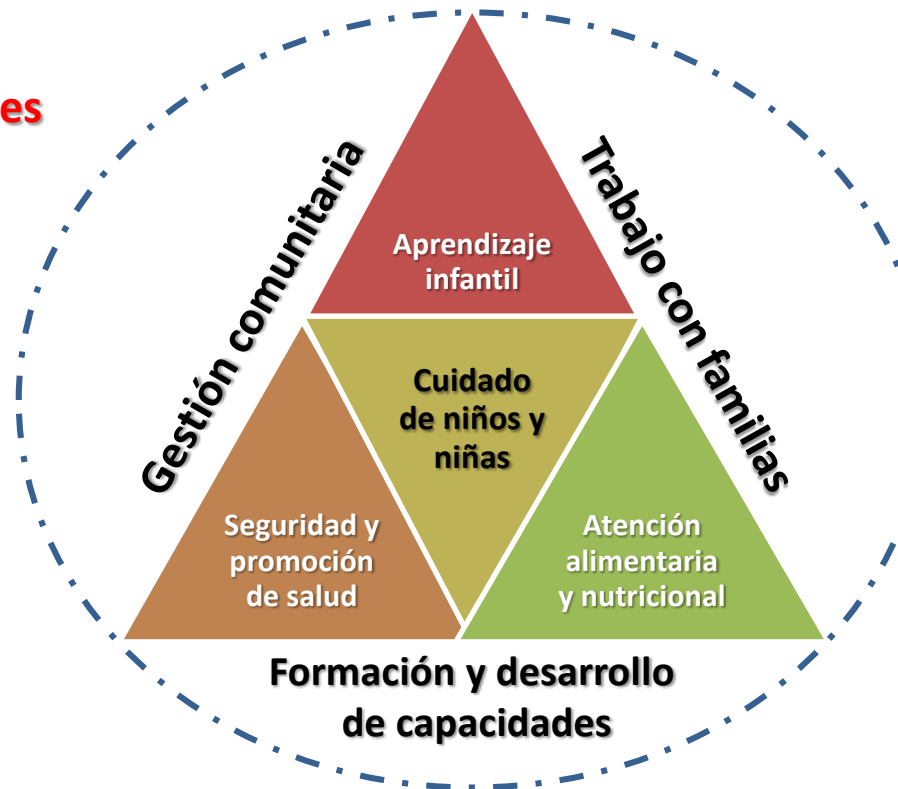 es
Gestión comunitaria
Trabajo con familias
Aprendizaje
infantil
Cuidado
de niños y
niñas
Seguridad y
promoción
de salud
Atención
alimentaria
y nutricional
Formación y desarrollo
de capacidades